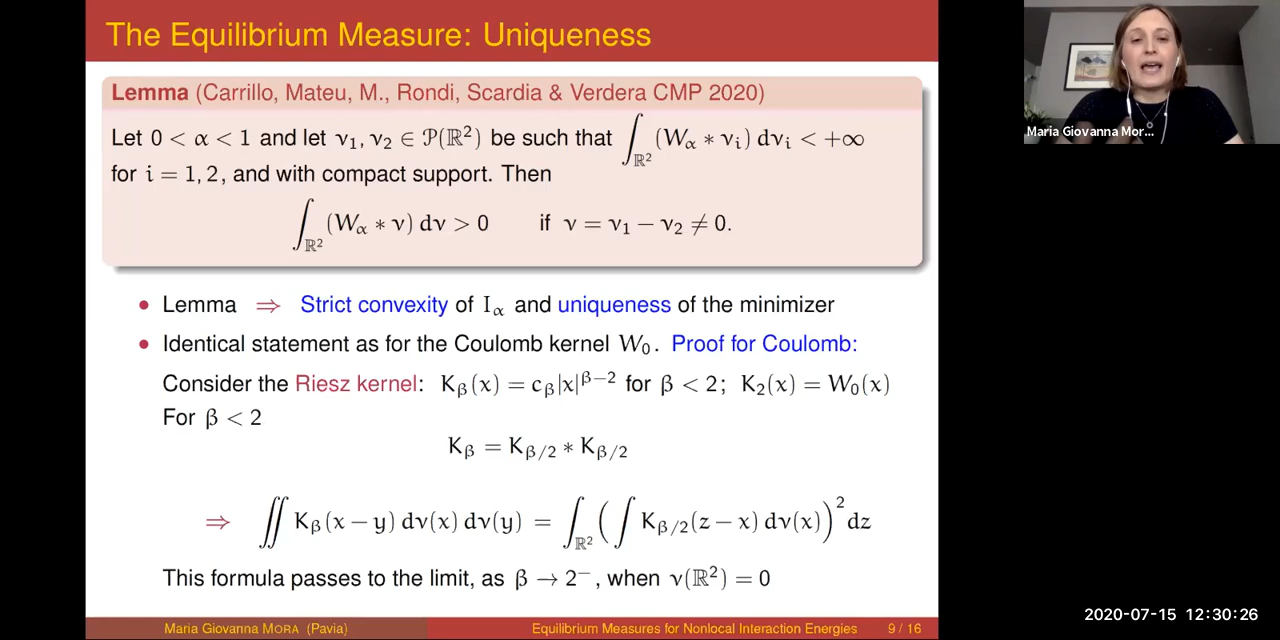 The Equilibrium Measure: Uniqueness
Lemma (Carrillo, Mateu, M., Rondi, Scardia & Verdera CMP 2020)
Let 0 < α < 1 and let ν₁, ν₂ ∈ 𝒫(ℝ²) be such that ∫_ℝ² (W_α ∗ ν_i) dν_i < +∞
for i = 1, 2, and with compact support. Then
∫_ℝ² (W_α ∗ ν) dν > 0 if ν = ν₁ − ν₂ ≠ 0.
• Lemma ⇒ Strict convexity of I_α and uniqueness of the minimizer
• Identical statement as for the Coulomb kernel W₀. Proof for Coulomb:
Consider the Riesz kernel: K_β(x) = c_β|x|^{β−2} for β < 2; K₂(x) = W₀(x)
For β < 2
K_β = K_{β/2} ∗ K_{β/2}
⇒ ∬ K_β(x − y) dν(x) dν(y) = ∫_ℝ² (∫ K_{β/2}(z − x) dν(x))² dz
This formula passes to the limit, as β → 2⁻, when ν(ℝ²) = 0
Maria Giovanna MORA (Pavia) Equilibrium Measures for Nonlocal Interaction Energies 9 / 16
Maria Giovanna Mor...
2020-07-15 12:30:26